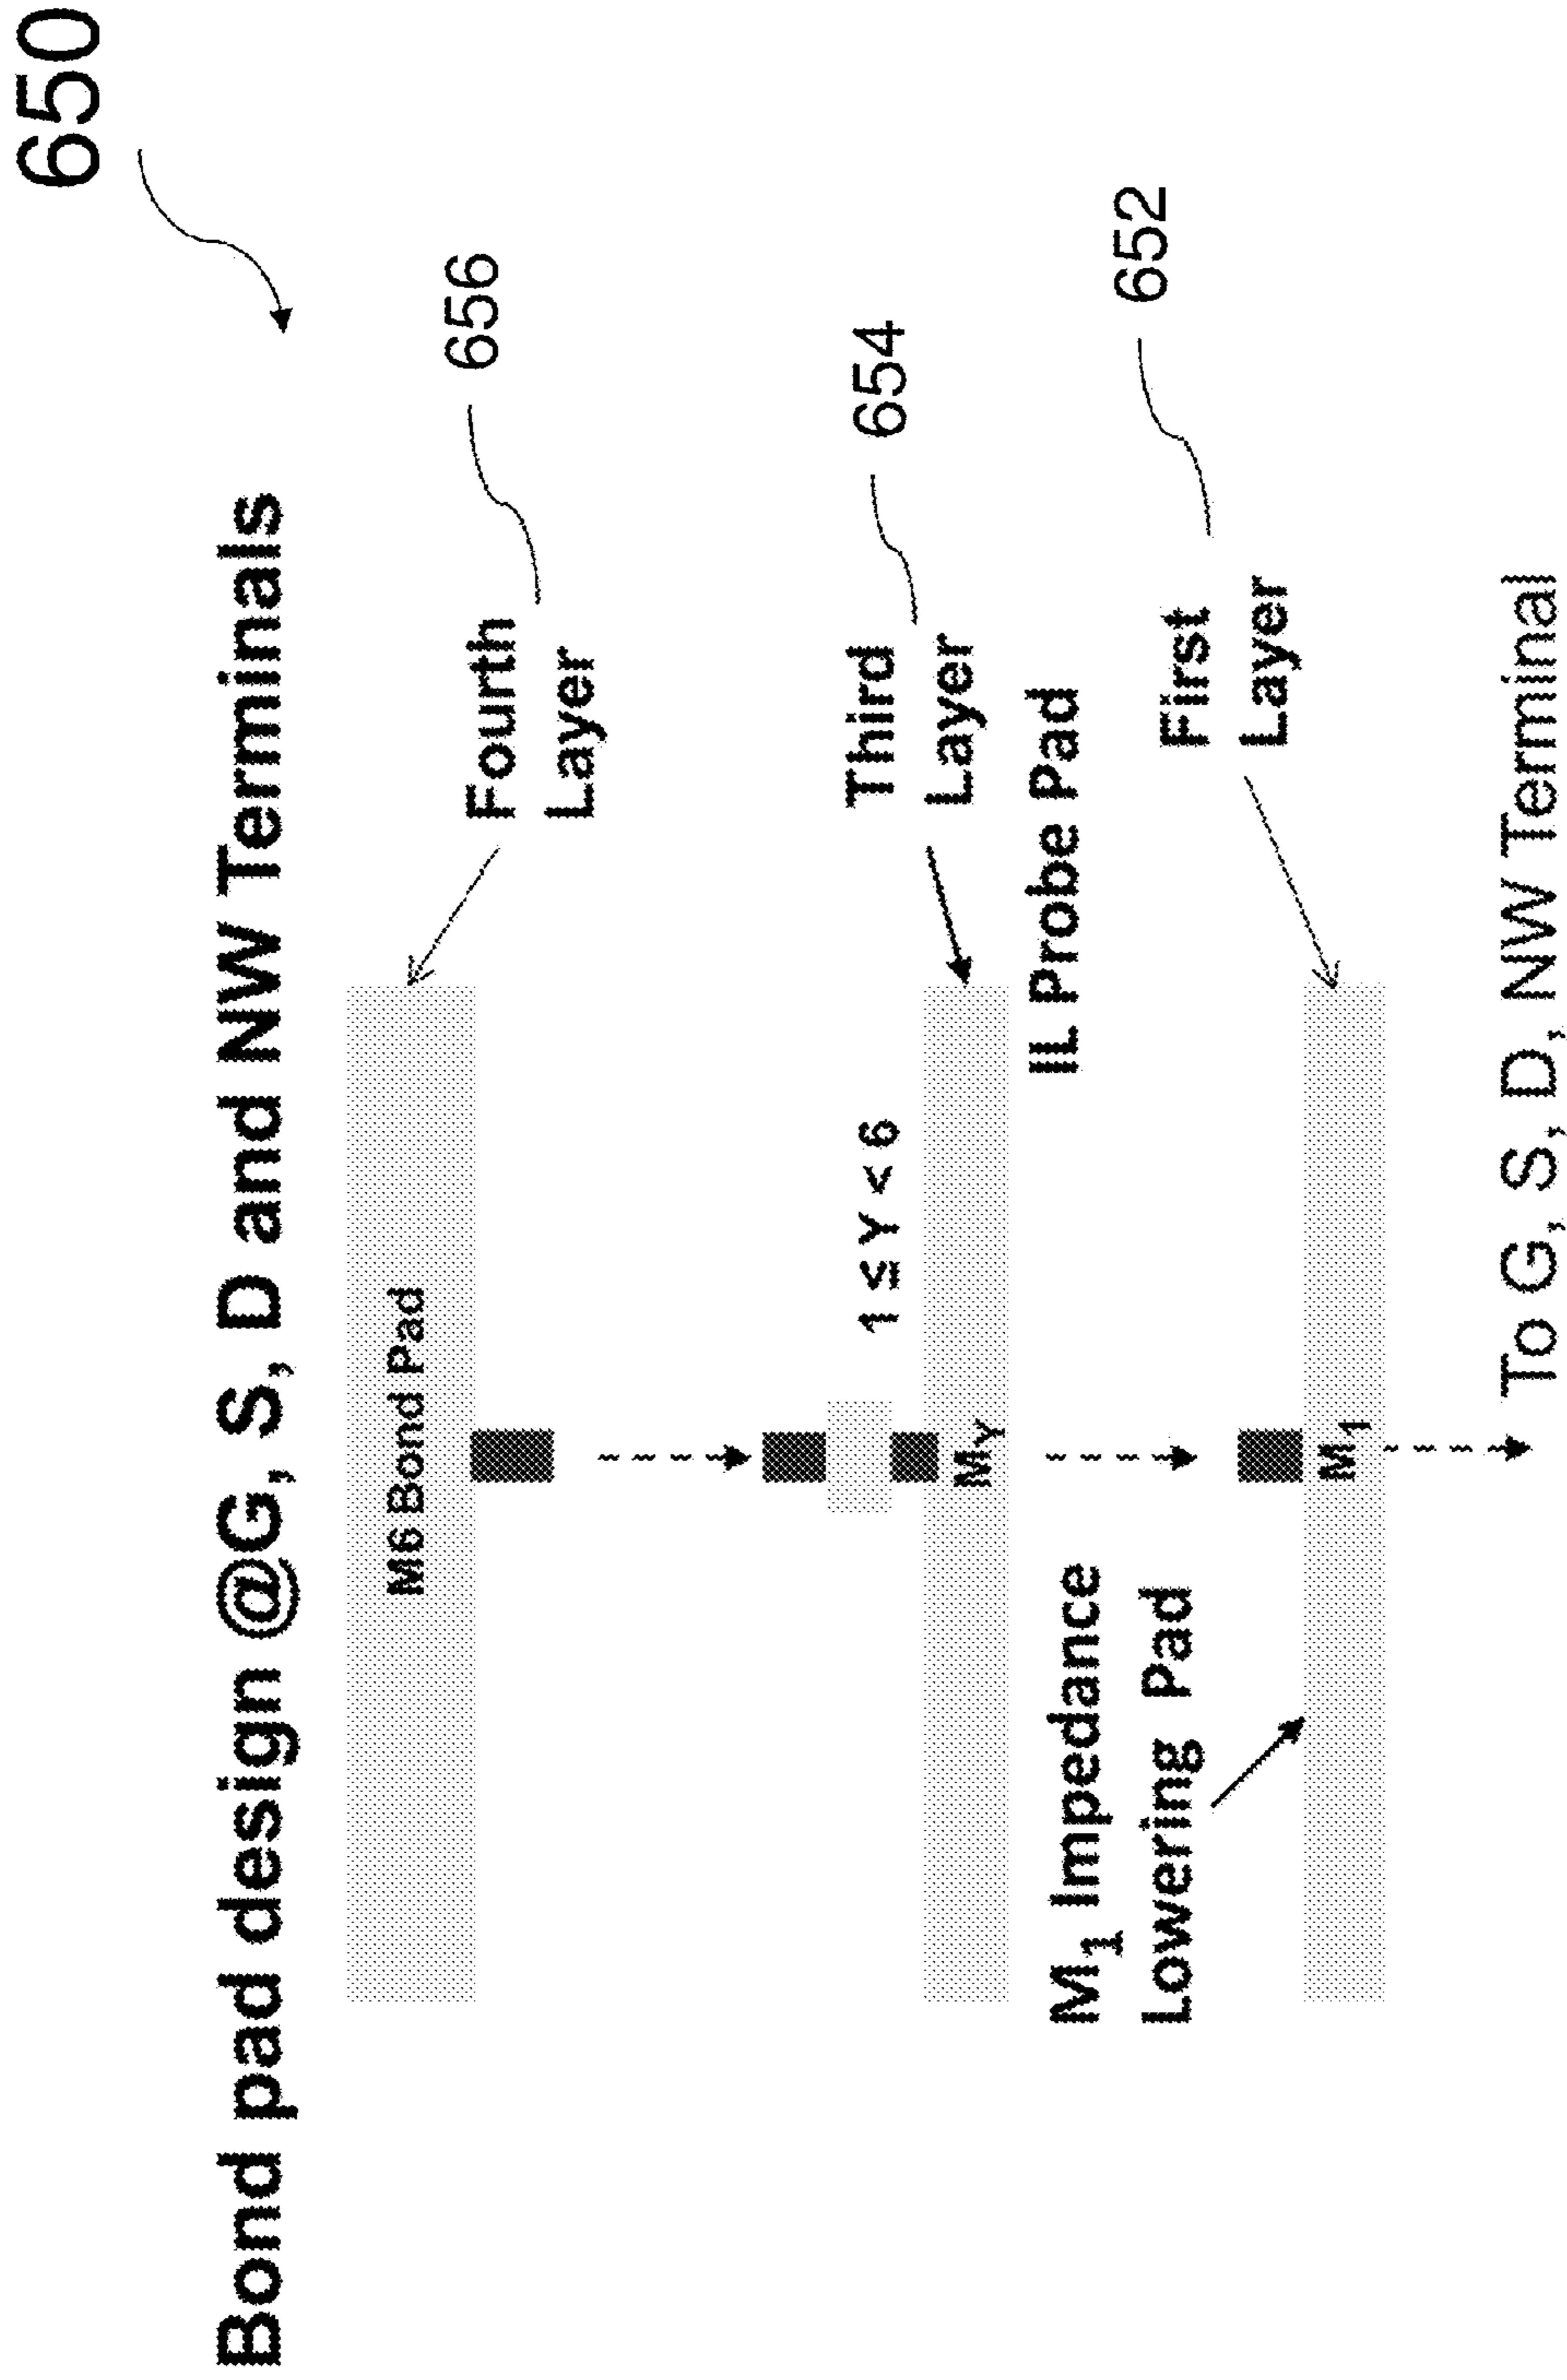 650
Bond pad design @G, S, D and NW Terminals
M6 Bond Pad
Fourth
Layer
656
1 ≤ Y < 6
Third
Layer
654
M_Y
IL Probe Pad
M₁ Impedance
Lowering Pad
First
Layer
652
M₁
To G, S, D, NW Terminal